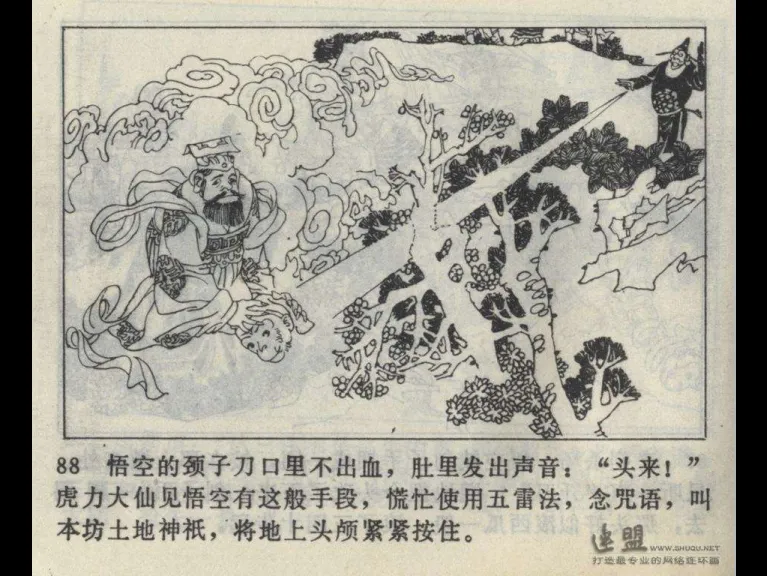 88 悟空的颈子刀口里不出血，肚里发出声音：“头来！”
虎力大仙见悟空有这般手段，慌忙使用五雷法，念咒语，叫
本坊土地神祇，将地上头颅紧紧按住。
迷盟 WWW.SHUQU.NET
打造最专业的网络连环画